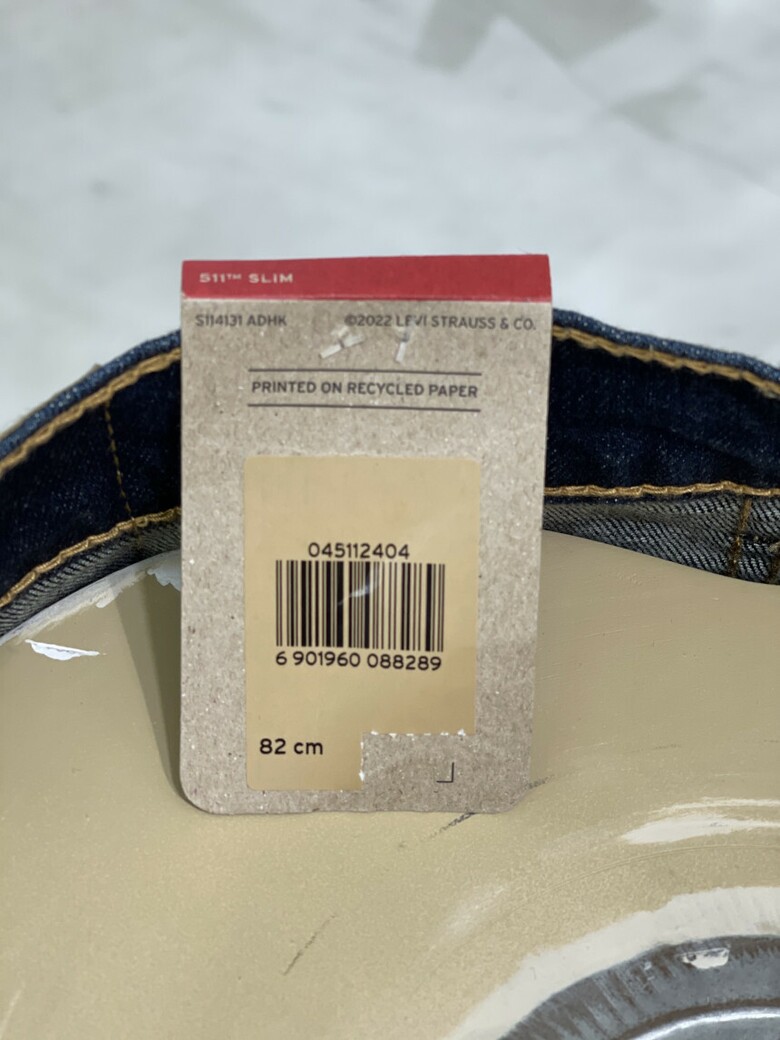 511™ SLIM
S114131 ADHK
©2022 LEVI STRAUSS & CO.
PRINTED ON RECYCLED PAPER
045112404
6 901960 088289
82 cm